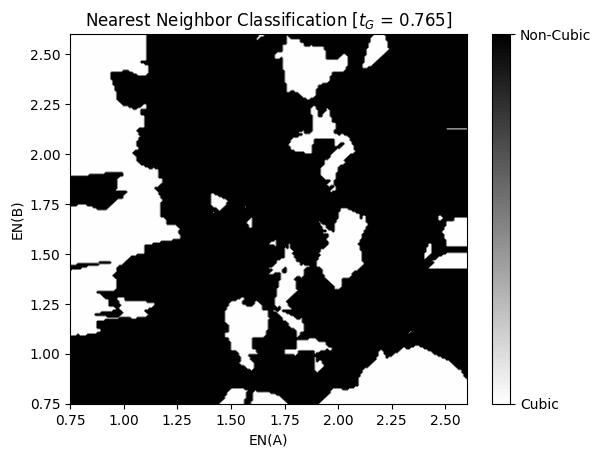 Nearest Neighbor Classification [$t_G$ = 0.765]
Non-Cubic
2.50
2.25
2.00
1.75
1.50
1.25
1.00
0.75
EN(B)
Cubic
0.75 1.00 1.25 1.50 1.75 2.00 2.25 2.50
EN(A)